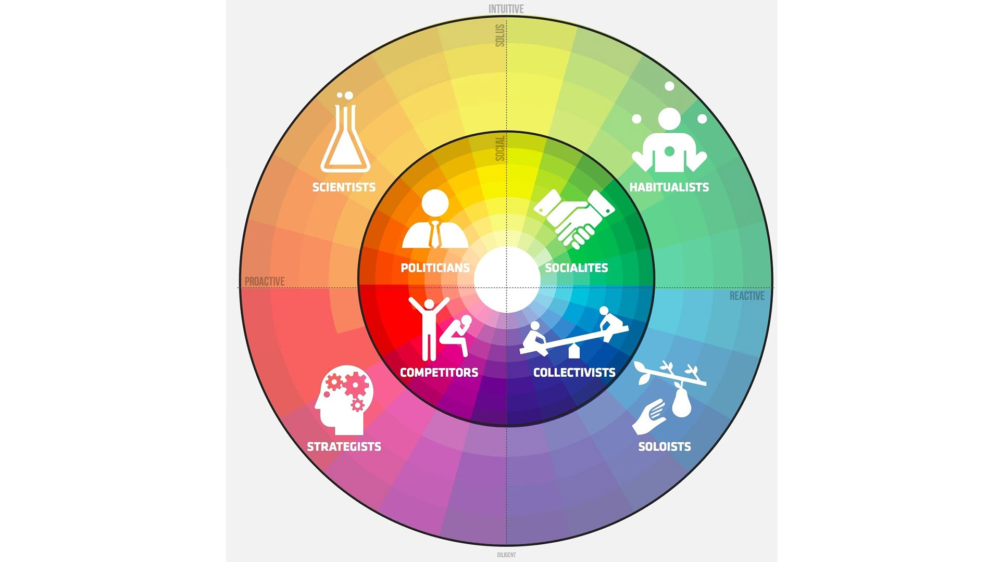 INTUITIVE
SOLUS
SOCIAL
SCIENTISTS
HABITUALISTS
POLITICIANS
SOCIALITES
PROACTIVE
REACTIVE
COMPETITORS
COLLECTIVISTS
STRATEGISTS
SOLOISTS
DILIGENT